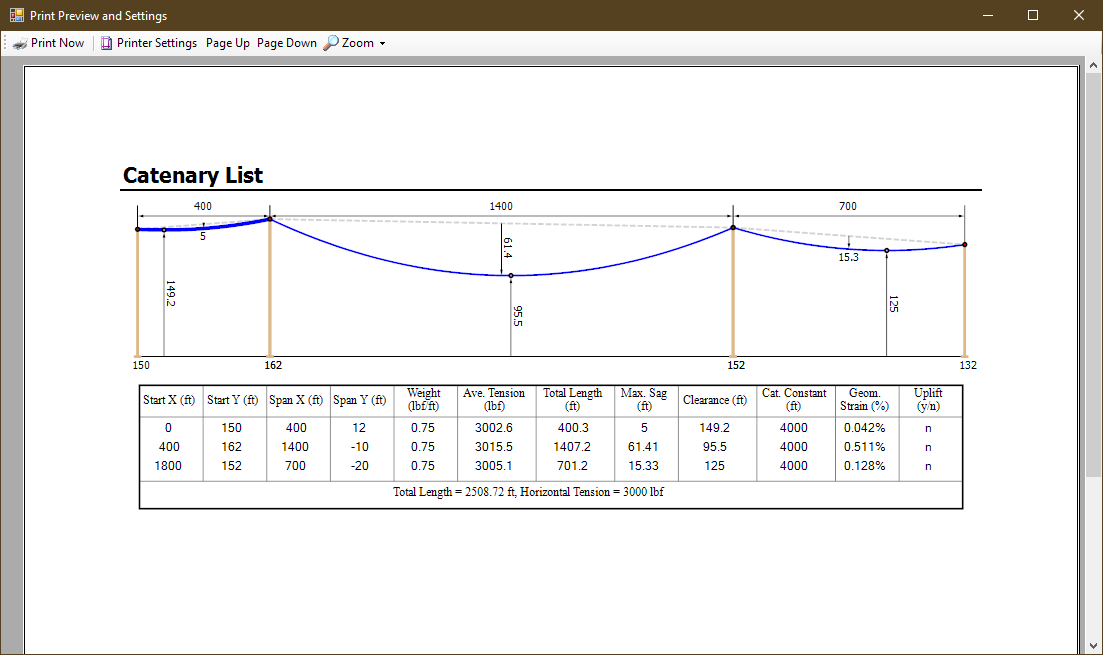 Print Preview and Settings
Print Now Printer Settings Page Up Page Down Zoom
Catenary List
400 1400 700
5 61.4 15.3
149.2 95.5 125
150 162 152 132
Start X (ft) Start Y (ft) Span X (ft) Span Y (ft) Weight (lbf/ft) Ave. Tension (lbf) Total Length (ft) Max. Sag (ft) Clearance (ft) Cat. Constant (ft) Geom. Strain (%) Uplift (y/n)
0 150 400 12 0.75 3002.6 400.3 5 149.2 4000 0.042% n
400 162 1400 -10 0.75 3015.5 1407.2 61.41 95.5 4000 0.511% n
1800 152 700 -20 0.75 3005.1 701.2 15.33 125 4000 0.128% n
Total Length = 2508.72 ft, Horizontal Tension = 3000 lbf